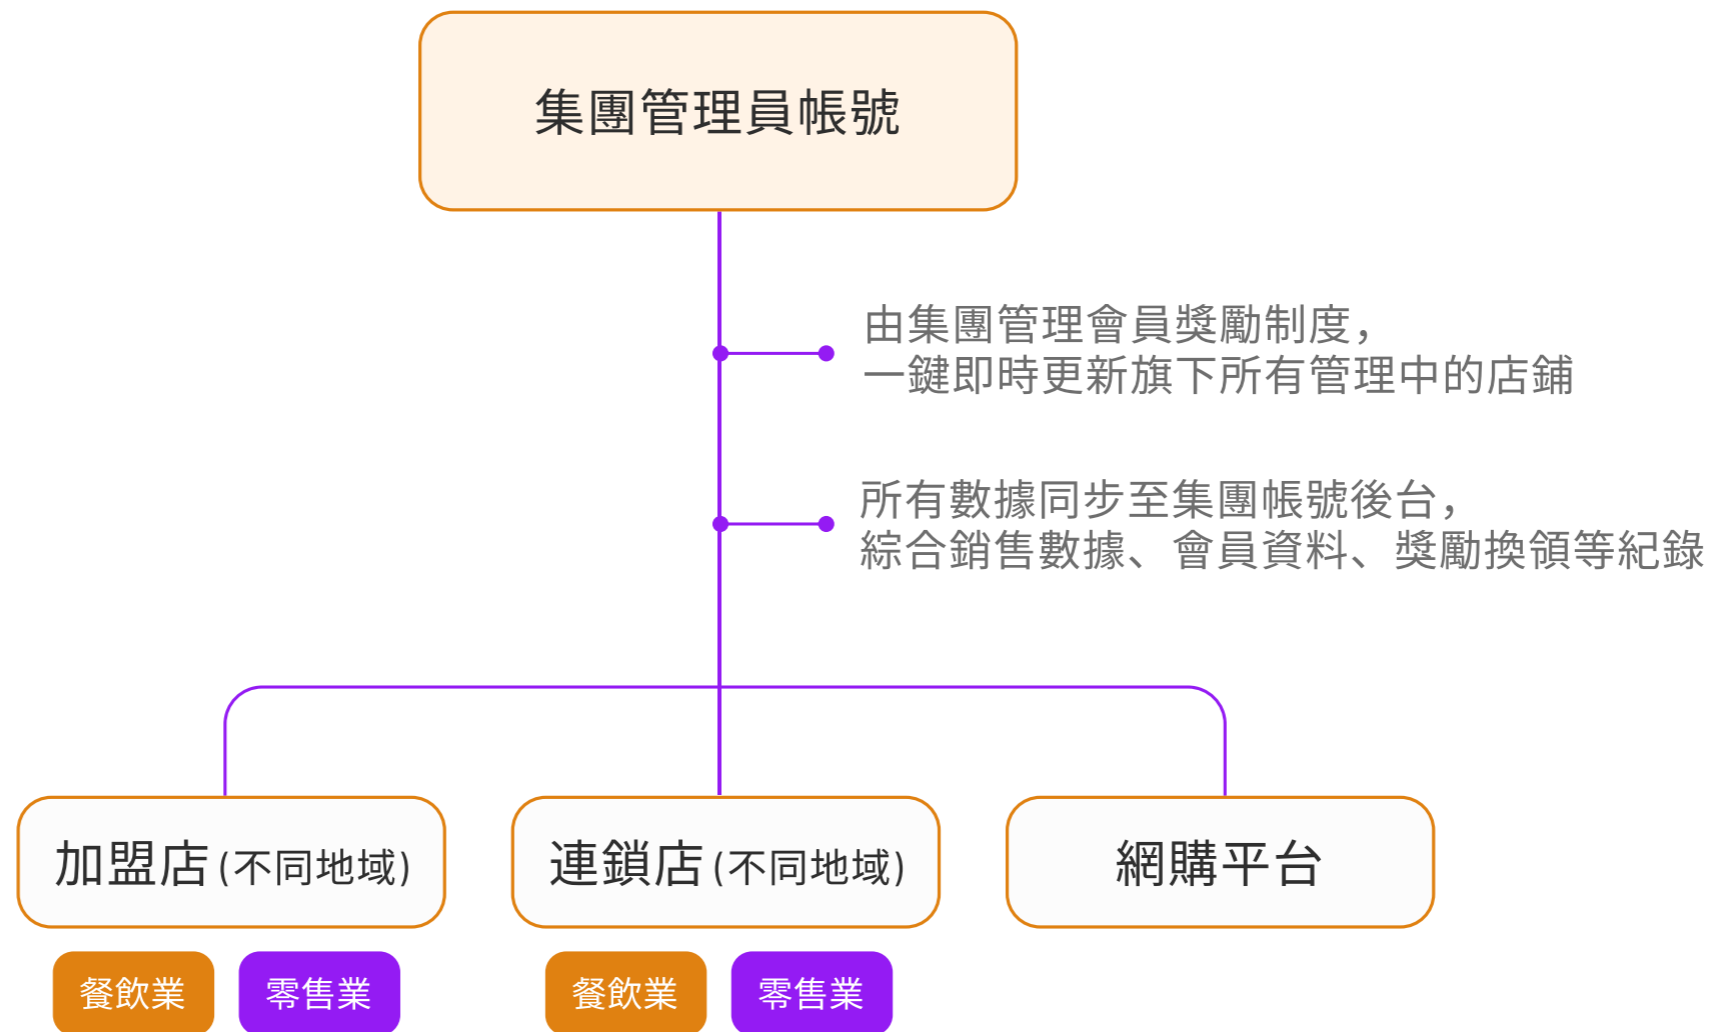 集團管理員帳號
由集團管理會員獎勵制度，
一鍵即時更新旗下所有管理中的店鋪
所有數據同步至集團帳號後台，
綜合銷售數據、會員資料、獎勵換領等紀錄
加盟店(不同地域)
連鎖店(不同地域)
網購平台
餐飲業
零售業
餐飲業
零售業